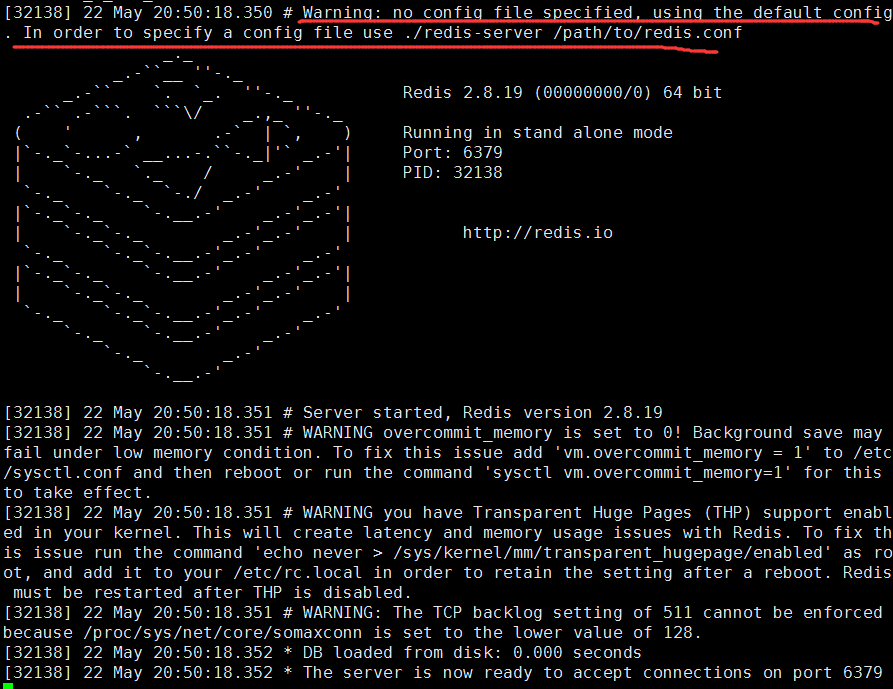 [32138] 22 May 20:50:18.350 # Warning: no config file specified, using the default config
. In order to specify a config file use ./redis-server /path/to/redis.conf
Redis 2.8.19 (00000000/0) 64 bit
Running in stand alone mode
Port: 6379
PID: 32138
http://redis.io
[32138] 22 May 20:50:18.351 # Server started, Redis version 2.8.19
[32138] 22 May 20:50:18.351 # WARNING overcommit_memory is set to 0! Background save may
fail under low memory condition. To fix this issue add 'vm.overcommit_memory = 1' to /etc
/sysctl.conf and then reboot or run the command 'sysctl vm.overcommit_memory=1' for this
to take effect.
[32138] 22 May 20:50:18.351 # WARNING you have Transparent Huge Pages (THP) support enabl
ed in your kernel. This will create latency and memory usage issues with Redis. To fix th
is issue run the command 'echo never > /sys/kernel/mm/transparent_hugepage/enabled' as ro
ot, and add it to your /etc/rc.local in order to retain the setting after a reboot. Redis
must be restarted after THP is disabled.
[32138] 22 May 20:50:18.351 # WARNING: The TCP backlog setting of 511 cannot be enforced
because /proc/sys/net/core/somaxconn is set to the lower value of 128.
[32138] 22 May 20:50:18.352 * DB loaded from disk: 0.000 seconds
[32138] 22 May 20:50:18.352 * The server is now ready to accept connections on port 6379